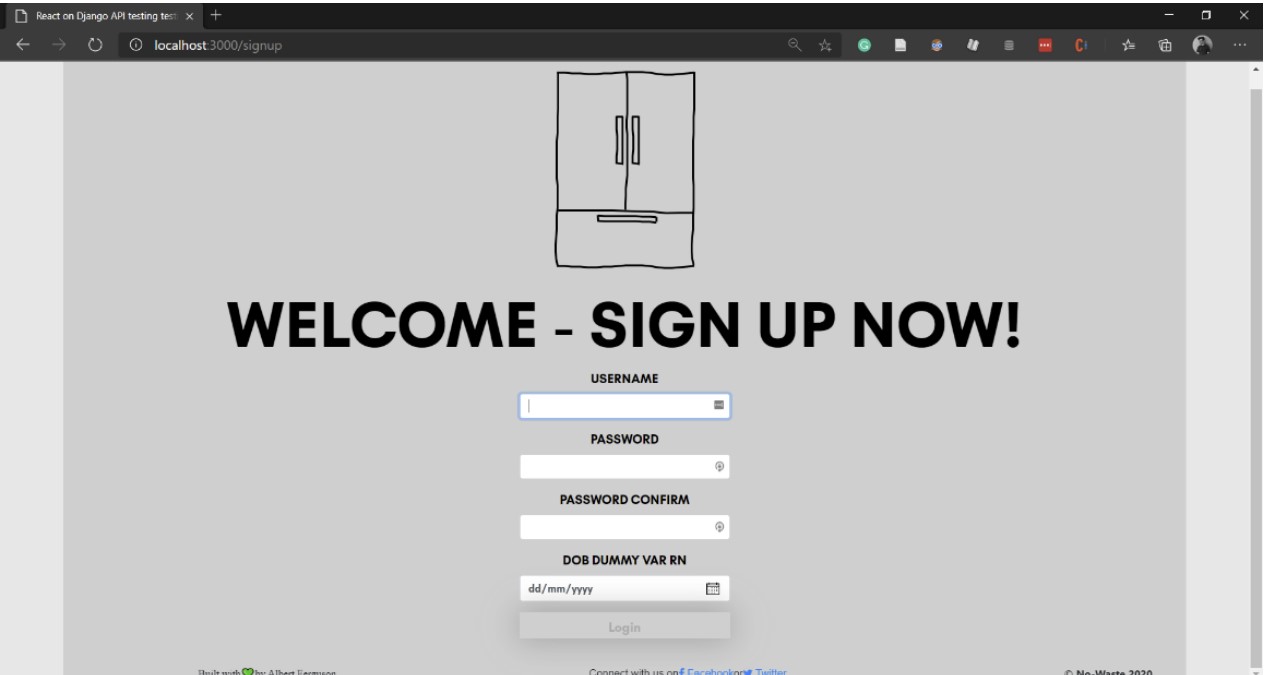 React on Django API testing test
localhost:3000/signup
WELCOME - SIGN UP NOW!
USERNAME
PASSWORD
PASSWORD CONFIRM
DOB DUMMY VAR RN
dd/mm/yyyy
Login
Built with 💚 by Albert Ferguson
Connect with us on Facebook or Twitter
© No-Waste 2020